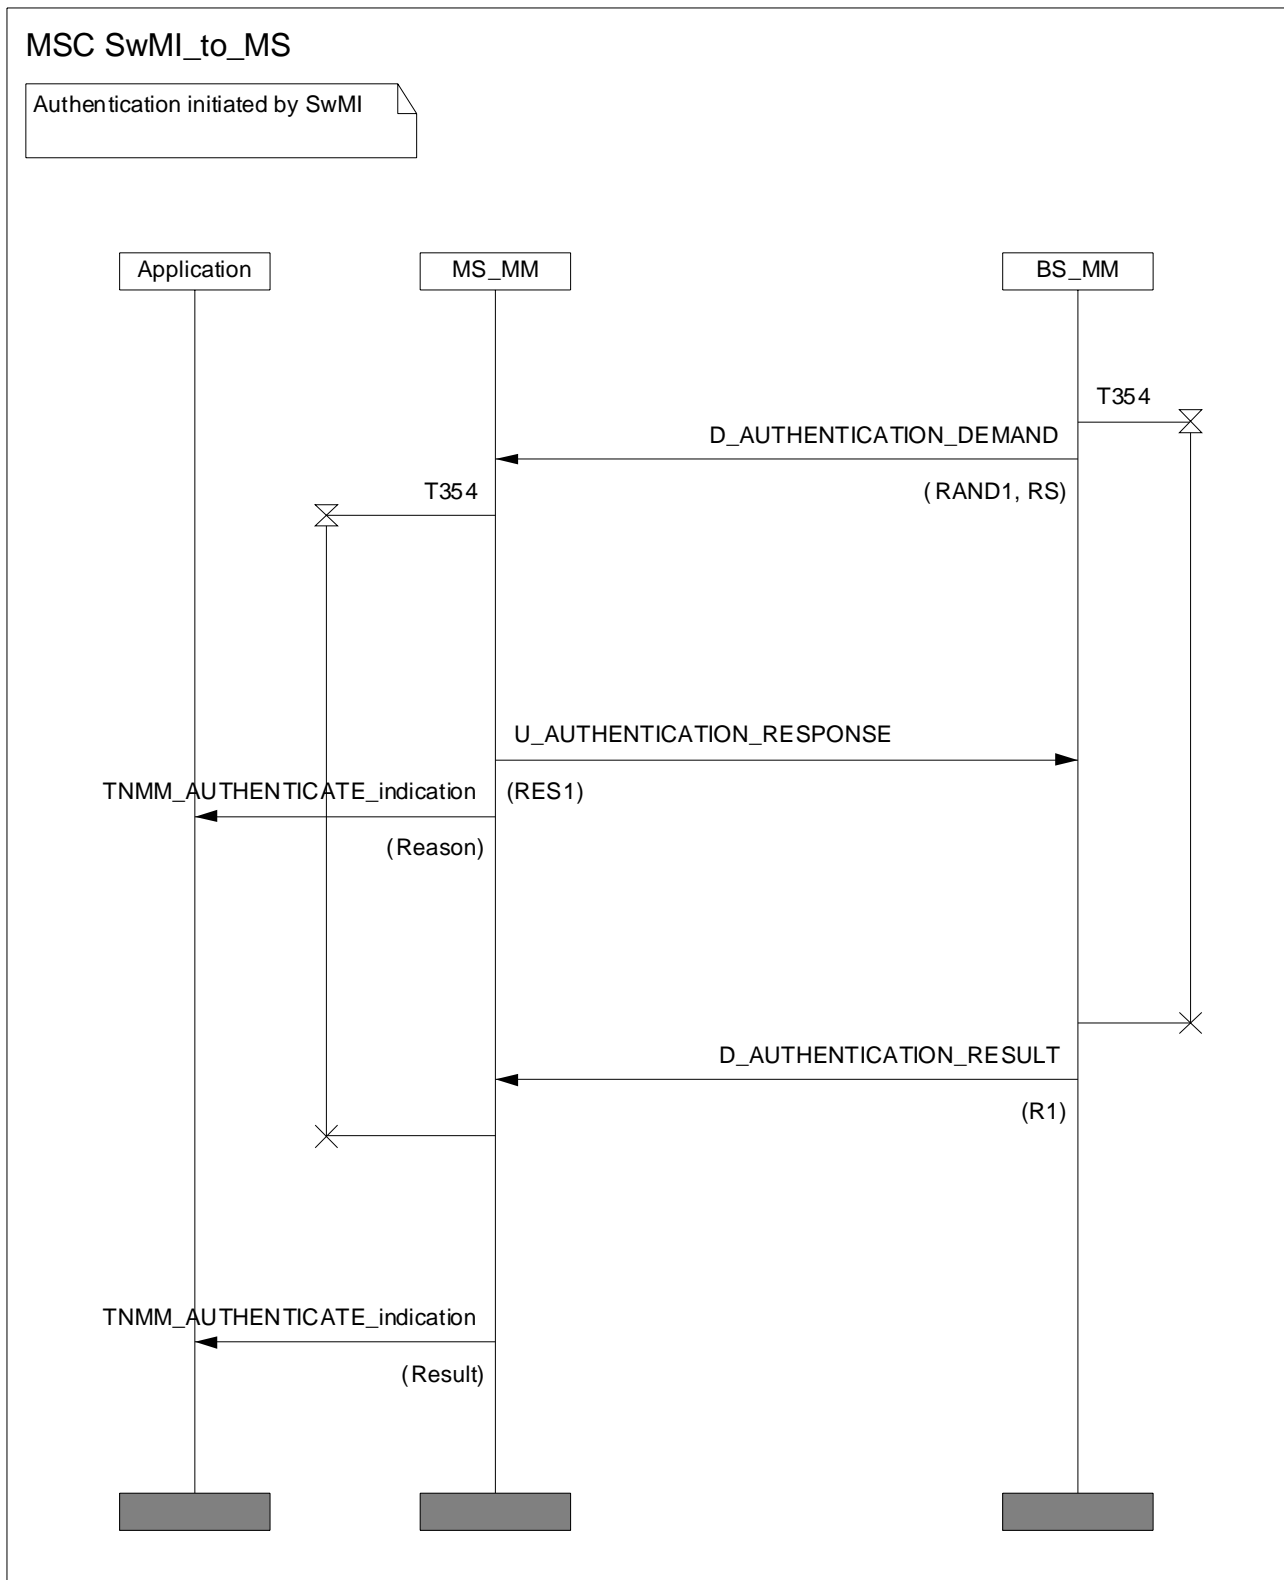 MSC SwMI_to_MS
Authentication initiated by SwMI
Application
MS_MM
BS_MM
T354
D_AUTHENTICATION_DEMAND
T354
(RAND1, RS)
U_AUTHENTICATION_RESPONSE
TNMM_AUTHENTICATE_indication
(RES1)
(Reason)
D_AUTHENTICATION_RESULT
(R1)
TNMM_AUTHENTICATE_indication
(Result)